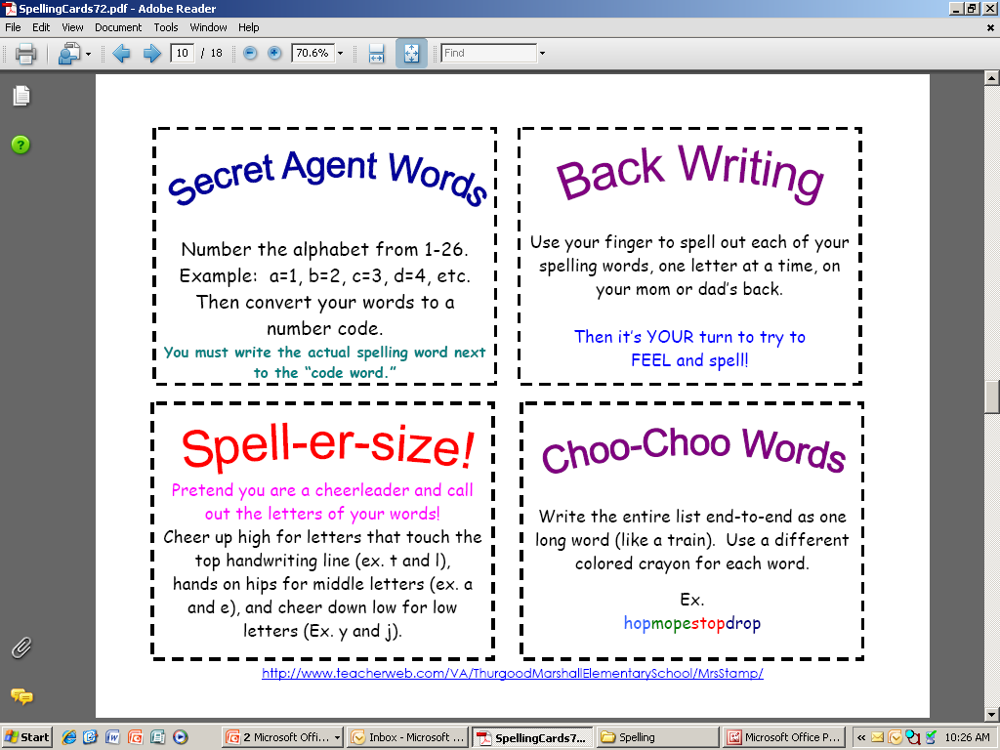 SpellingCards72.pdf - Adobe Reader
File Edit View Document Tools Window Help
10 / 18 70.6% Find
Secret Agent Words
Number the alphabet from 1-26.
Example:  a=1, b=2, c=3, d=4, etc.
Then convert your words to a
number code.
You must write the actual spelling word next
to the “code word.”
Back Writing
Use your finger to spell out each of your
spelling words, one letter at a time, on
your mom or dad’s back.
Then it’s YOUR turn to try to
FEEL and spell!
Spell-er-size!
Pretend you are a cheerleader and call
out the letters of your words!
Cheer up high for letters that touch the
top handwriting line (ex. t and l),
hands on hips for middle letters (ex. a
and e), and cheer down low for low
letters (Ex. y and j).
Choo-Choo Words
Write the entire list end-to-end as one
long word (like a train).  Use a different
colored crayon for each word.
Ex.
hopmopestopdrop
http://www.teacherweb.com/VA/ThurgoodMarshallElementarySchool/MrsStamp/
Start 2 Microsoft Offi... Inbox - Microsoft ... SpellingCards7... Spelling Microsoft Office P... « 10:26 AM